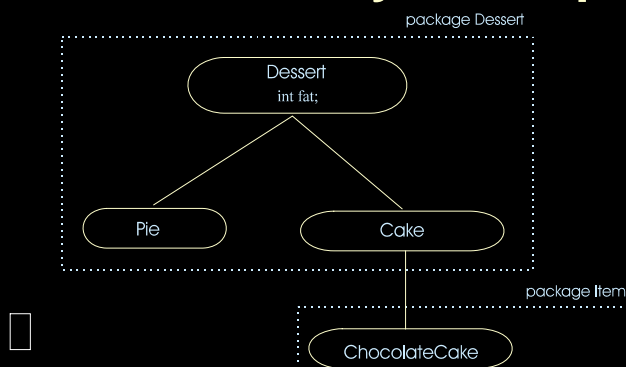 package Dessert
Dessert
int fat;
Pie
Cake
package Item
ChocolateCake